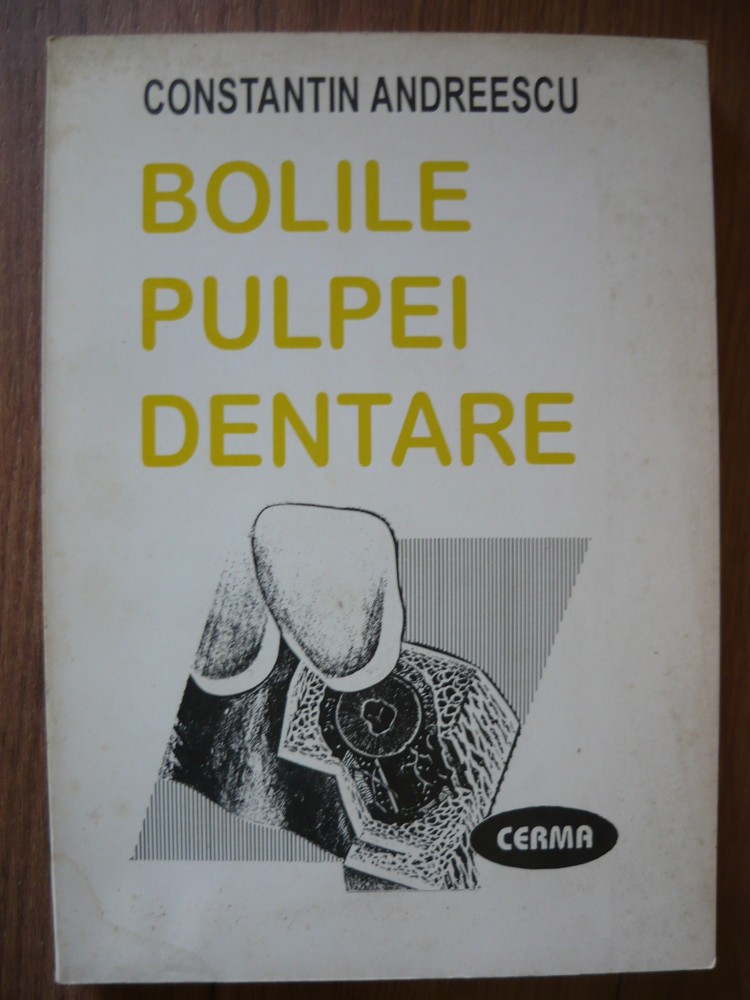 CONSTANTIN ANDREESCU
BOLILE
PULPEI
DENTARE
CERMA